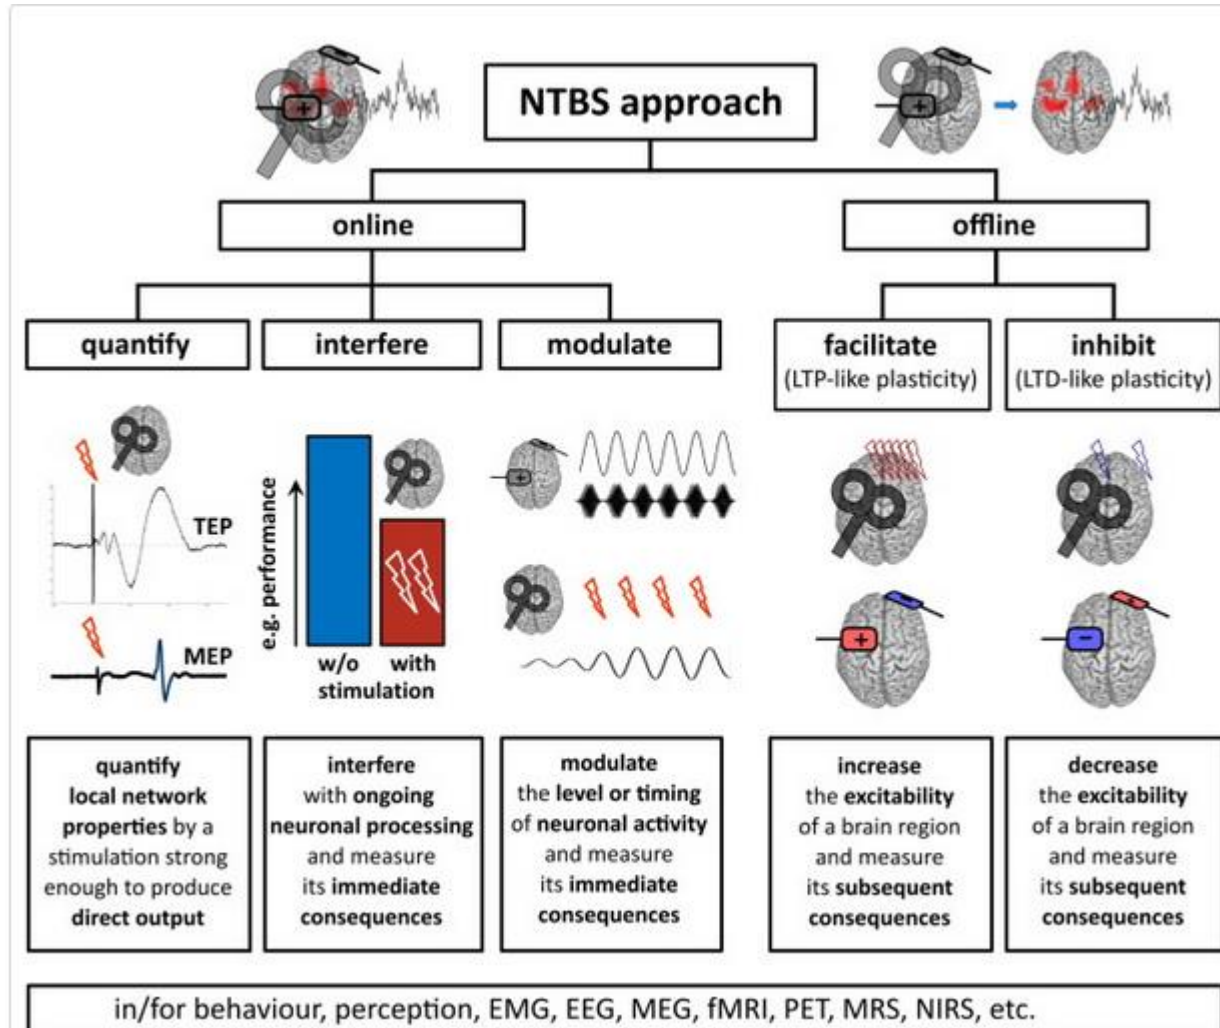 NTBS approach
online
offline
quantify
interfere
modulate
facilitate
(LTP-like plasticity)
inhibit
(LTD-like plasticity)
TEP
MEP
e.g. performance
w/o
with
stimulation
+
+
+
+
+
−
quantify
local network
properties by a
stimulation strong
enough to produce
direct output
interfere
with ongoing
neuronal processing
and measure
its immediate
consequences
modulate
the level or timing
of neuronal activity
and measure
its immediate
consequences
increase
the excitability
of a brain region
and measure
its subsequent
consequences
decrease
the excitability
of a brain region
and measure
its subsequent
consequences
in/for behaviour, perception, EMG, EEG, MEG, fMRI, PET, MRS, NIRS, etc.